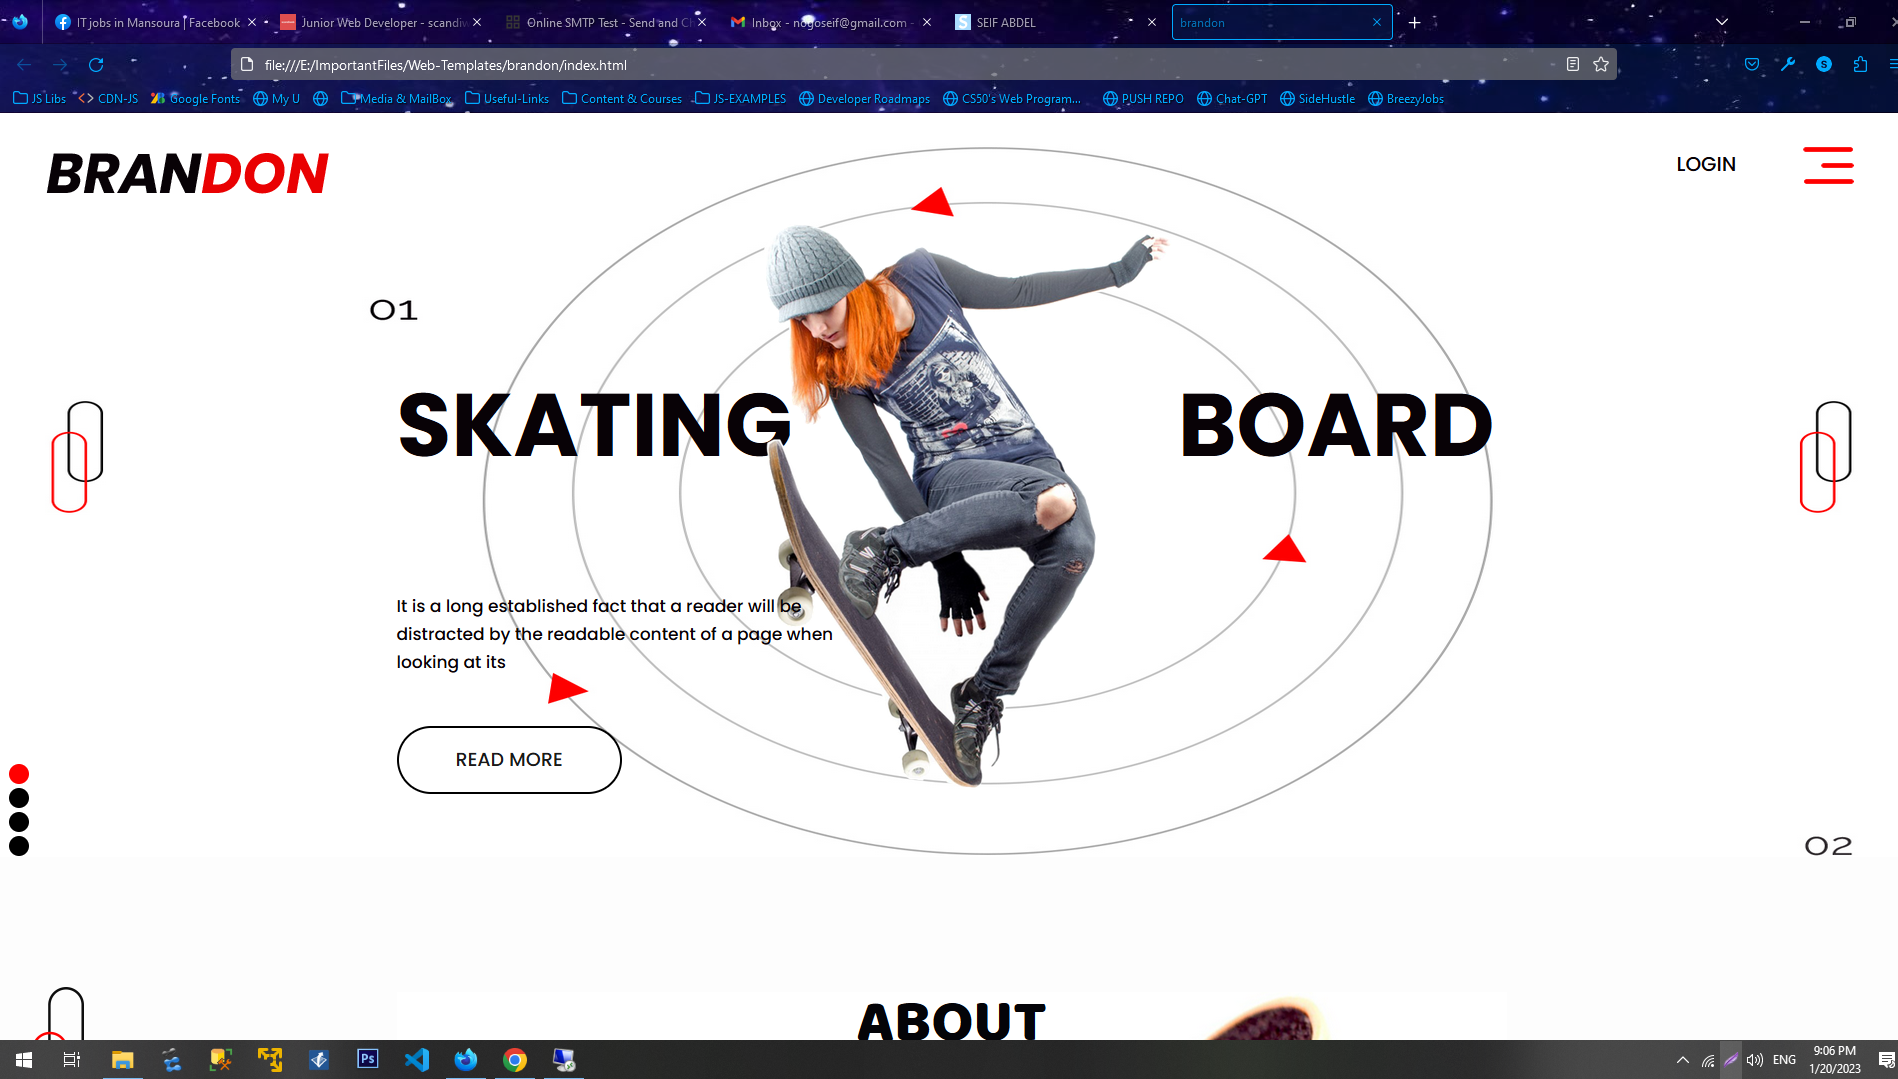 IT jobs in Mansoura | Facebook
Junior Web Developer - scandiw
Online SMTP Test - Send and Ch
Inbox - nogoseif@gmail.com -
SEIF ABDEL
brandon
file:///E:/ImportantFiles/Web-Templates/brandon/index.html
JS Libs
CDN-JS
Google Fonts
My U
Media & MailBox
Useful-Links
Content & Courses
JS-EXAMPLES
Developer Roadmaps
CS50's Web Program...
PUSH REPO
Chat-GPT
SideHustle
BreezyJobs
BRANDON
LOGIN
01
SKATING BOARD
It is a long established fact that a reader will be
distracted by the readable content of a page when
looking at its
READ MORE
02
ABOUT
Ps
ENG
9:06 PM
1/20/2023